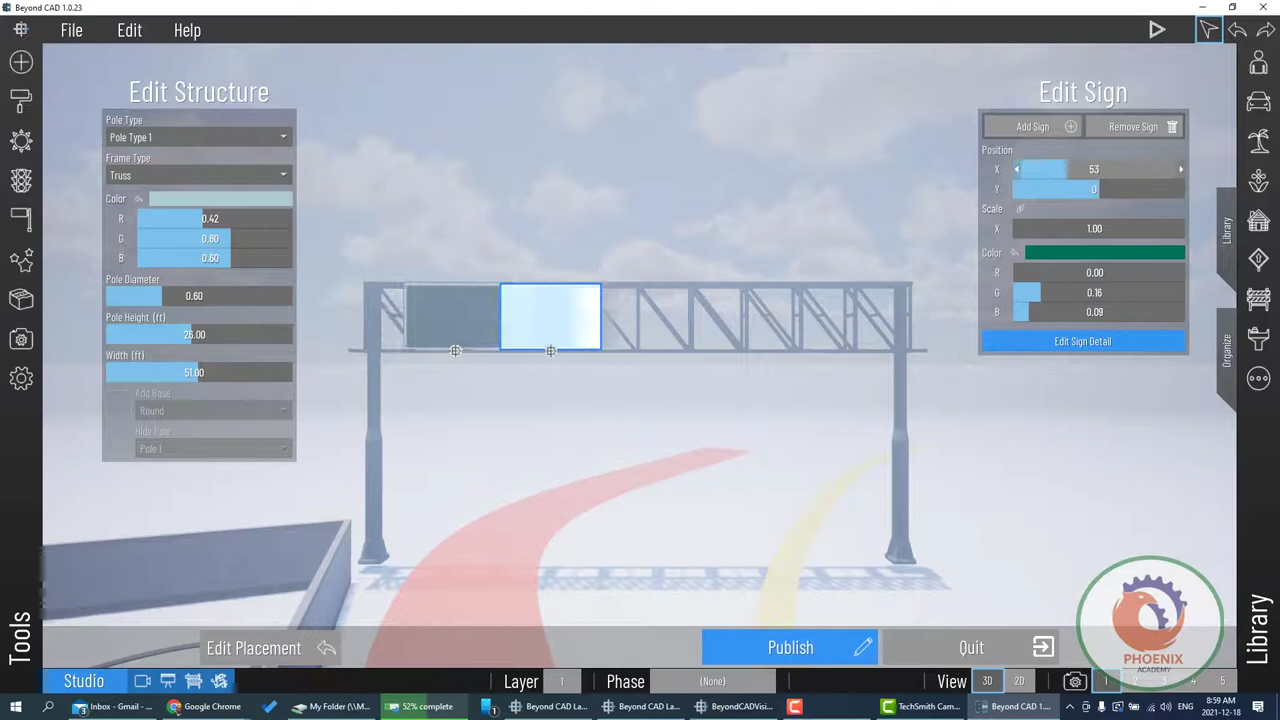 Beyond CAD 1.0.23
File Edit Help
Edit Structure
Pole Type
Pole Type 1
Frame Type
Truss
Color
R 0.42
G 0.60
B 0.60
Pole Diameter
0.60
Pole Height (ft)
26.00
Width (ft)
51.00
Add Base
Round
Hide Pole
Pole 1
Edit Sign
Add Sign Remove Sign
Position
X 53
Y 0
Scale
X 1.00
Color
R 0.00
G 0.16
B 0.09
Edit Sign Detail
Library
Organize
Tools
Library
PHOENIX
ACADEMY
Edit Placement Publish Quit
Studio Layer 1 Phase (None) View 3D 2D 1 2 3 4 5
Inbox - Gmail - ... Google Chrome My Folder (\\M... 52% complete Beyond CAD La... Beyond CAD La... BeyondCADVisi... TechSmith Cam... Beyond CAD 1... 8:59 AM
2021-12-18